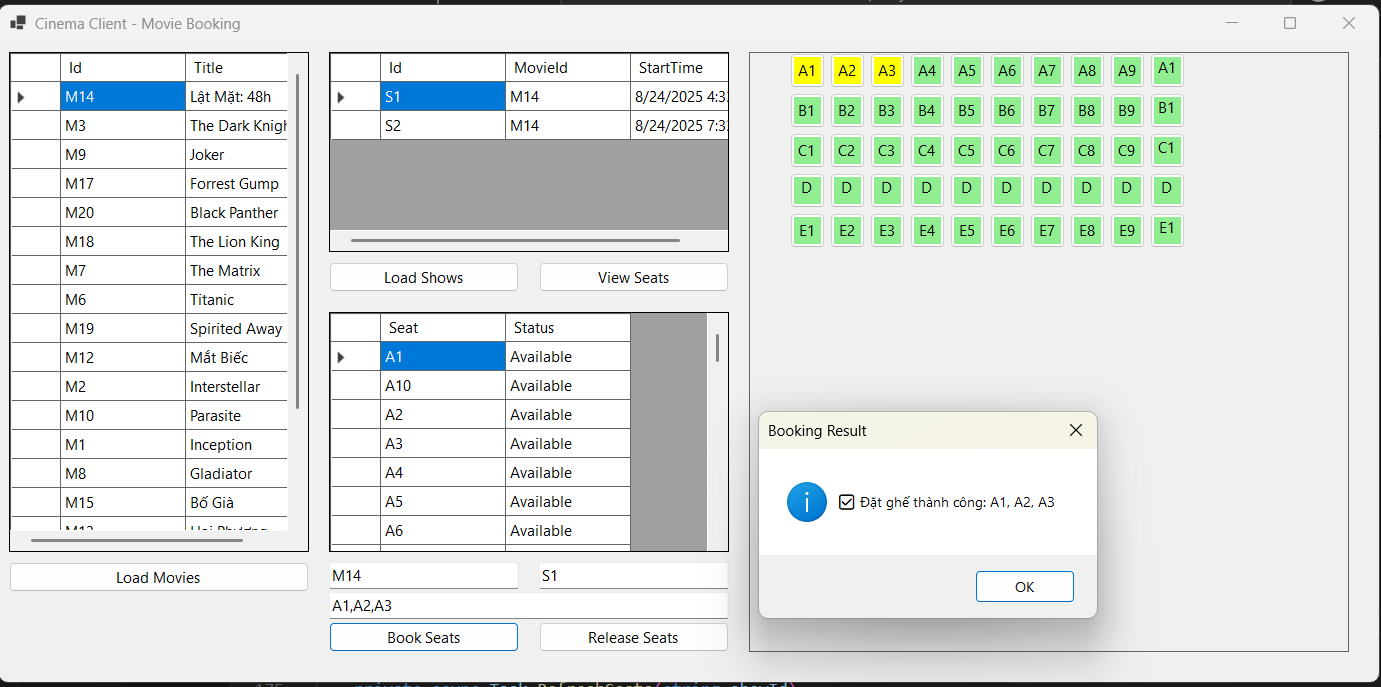 Cinema Client - Movie Booking
Id Title
M14 Lật Mặt: 48h
M3 The Dark Knigh
M9 Joker
M17 Forrest Gump
M20 Black Panther
M18 The Lion King
M7 The Matrix
M6 Titanic
M19 Spirited Away
M12 Mắt Biếc
M2 Interstellar
M10 Parasite
M1 Inception
M8 Gladiator
M15 Bố Già
Load Movies
Id MovieId StartTime
S1 M14 8/24/2025 4:3
S2 M14 8/24/2025 7:3
Load Shows View Seats
Seat Status
A1 Available
A10 Available
A2 Available
A3 Available
A4 Available
A5 Available
A6 Available
M14 S1
A1,A2,A3
Book Seats Release Seats
A1 A2 A3 A4 A5 A6 A7 A8 A9 A1
B1 B2 B3 B4 B5 B6 B7 B8 B9 B1
C1 C2 C3 C4 C5 C6 C7 C8 C9 C1
D D D D D D D D D D
E1 E2 E3 E4 E5 E6 E7 E8 E9 E1
Booking Result
Đặt ghế thành công: A1, A2, A3
OK